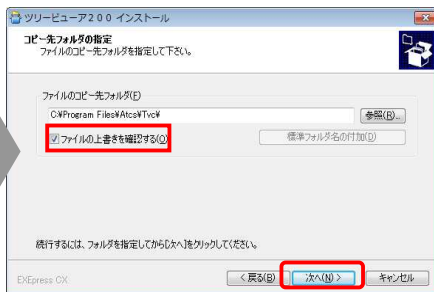 ツリービューア２００ インストール
コピー先フォルダの指定
ファイルのコピー先フォルダを指定して下さい。
ファイルのコピー先フォルダ(F)
C:¥Program Files¥Atcs¥Tvc¥
参照(R)...
ファイルの上書きを確認する(O)
標準フォルダ名の付加(D)
続行するには、フォルダを指定してから[次へ]をクリックしてください。
EXEpress CX
< 戻る(B)
次へ(N) >
キャンセル